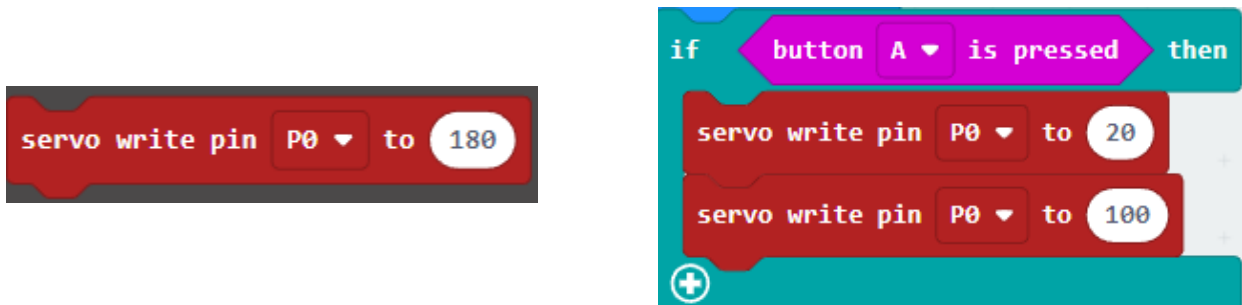 servo write pin P0 to 180
if button A is pressed then
servo write pin P0 to 20
servo write pin P0 to 100